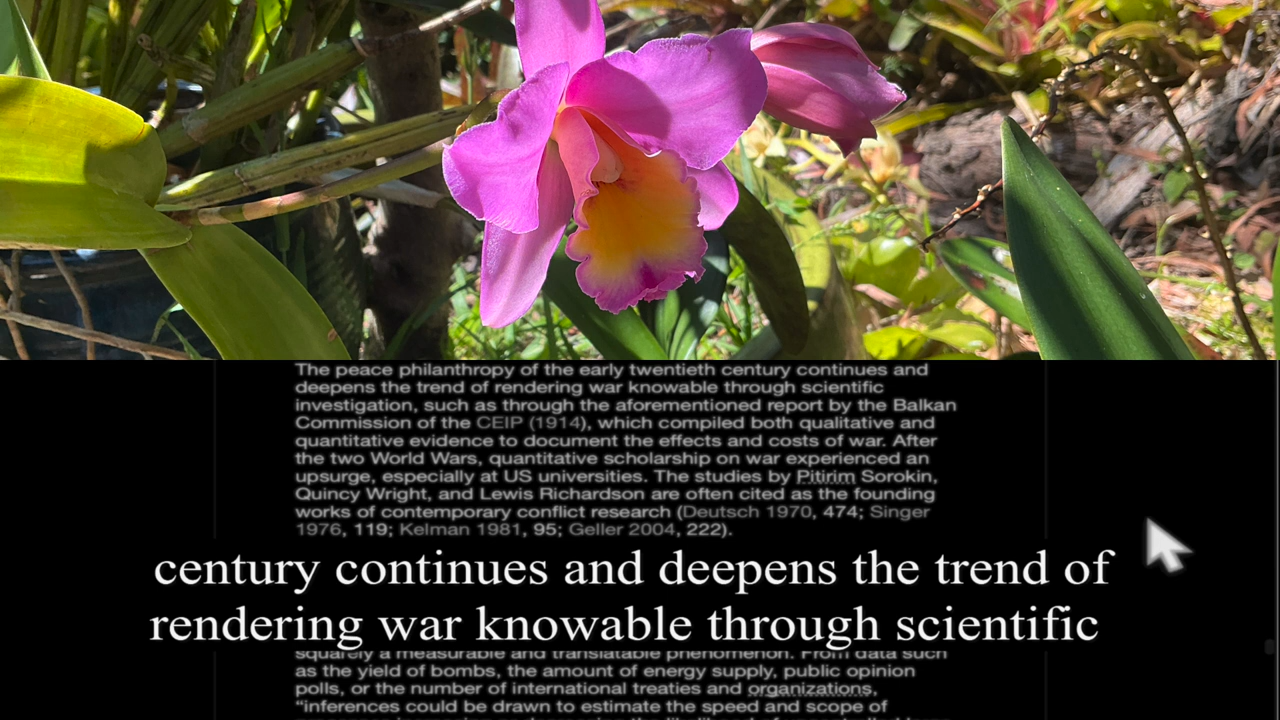 The peace philanthropy of the early twentieth century continues and
deepens the trend of rendering war knowable through scientific
investigation, such as through the aforementioned report by the Balkan
Commission of the CEIP (1914), which compiled both qualitative and
quantitative evidence to document the effects and costs of war. After
the two World Wars, quantitative scholarship on war experienced an
upsurge, especially at US universities. The studies by Pitirim Sorokin,
Quincy Wright, and Lewis Richardson are often cited as the founding
works of contemporary conflict research (Deutsch 1970, 474; Singer
1976, 119; Kelman 1981, 95; Geller 2004, 222).
century continues and deepens the trend of
rendering war knowable through scientific
squarely a measurable and translatable phenomenon. From data such
as the yield of bombs, the amount of energy supply, public opinion
polls, or the number of international treaties and organizations,
“inferences could be drawn to estimate the speed and scope of